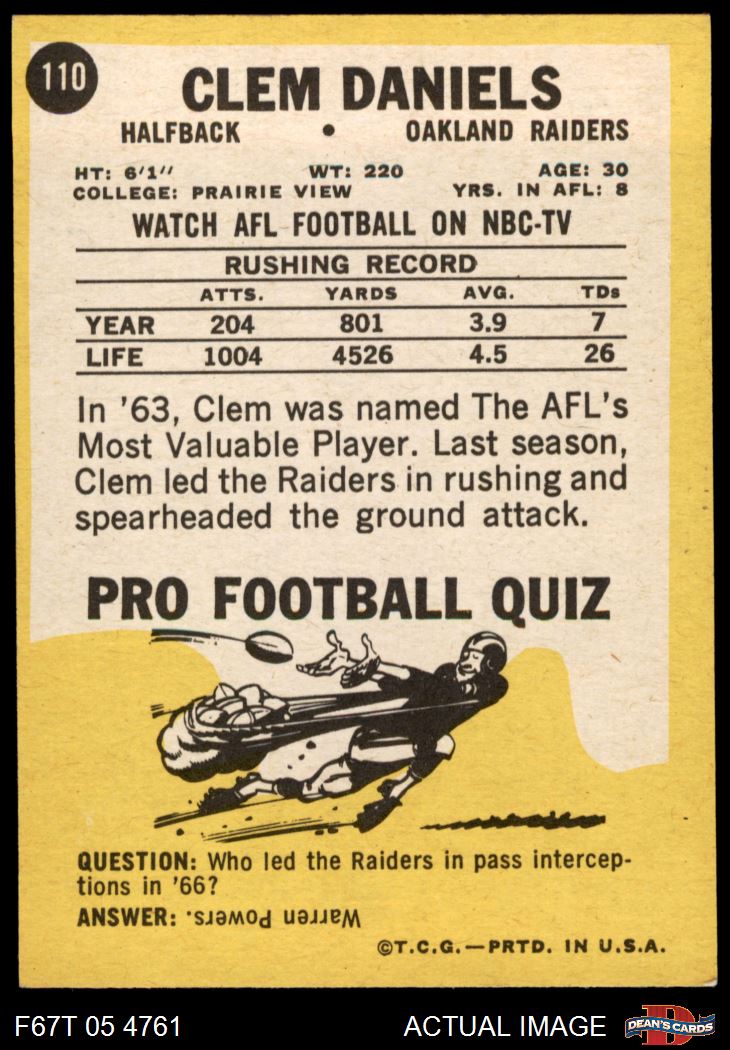 110
CLEM DANIELS
HALFBACK • OAKLAND RAIDERS
HT: 6'1" WT: 220 AGE: 30
COLLEGE: PRAIRIE VIEW YRS. IN AFL: 8
WATCH AFL FOOTBALL ON NBC-TV
RUSHING RECORD
ATTS. YARDS AVG. TDs
YEAR 204 801 3.9 7
LIFE 1004 4526 4.5 26
In '63, Clem was named The AFL's
Most Valuable Player. Last season,
Clem led the Raiders in rushing and
spearheaded the ground attack.
PRO FOOTBALL QUIZ
QUESTION: Who led the Raiders in pass intercep-
tions in '66?
ANSWER: Warren Powers.
©T.C.G.—PRTD. IN U.S.A.
F67T 05 4761 ACTUAL IMAGE D DEAN'S CARDS